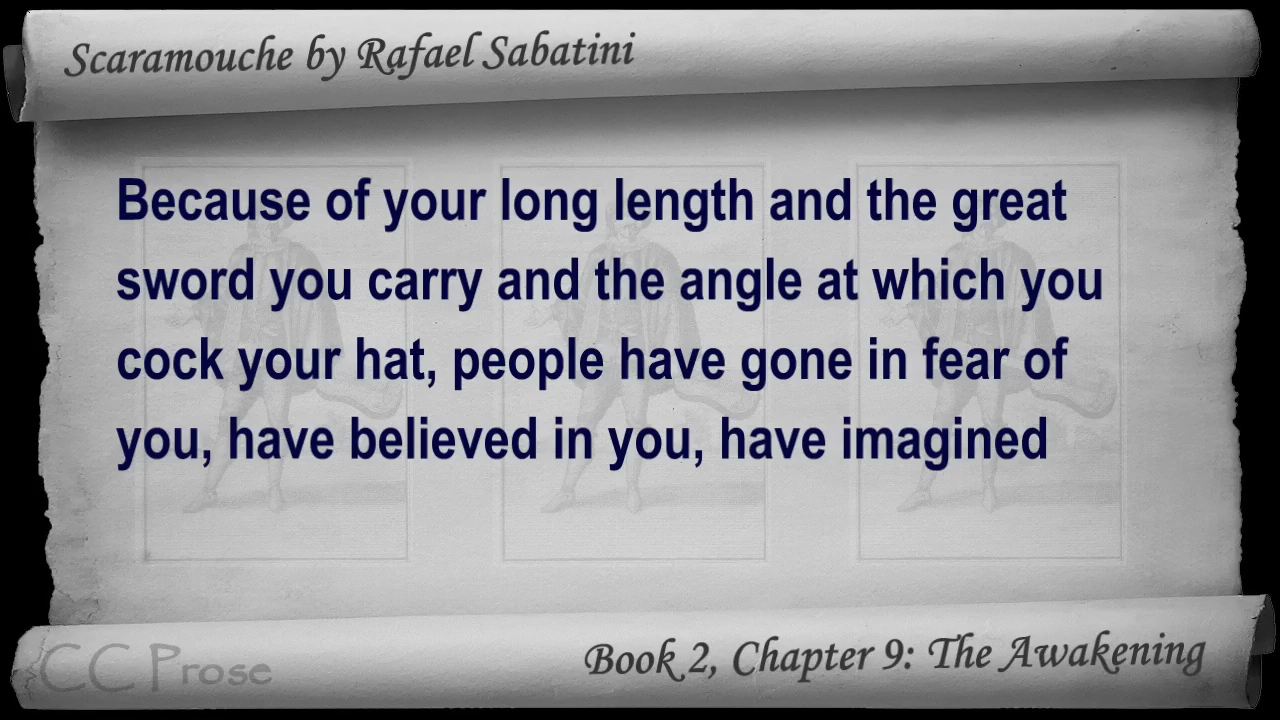 Scaramouche by Rafael Sabatini
Because of your long length and the great
sword you carry and the angle at which you
cock your hat, people have gone in fear of
you, have believed in you, have imagined
CC Prose
Book 2, Chapter 9: The Awakening